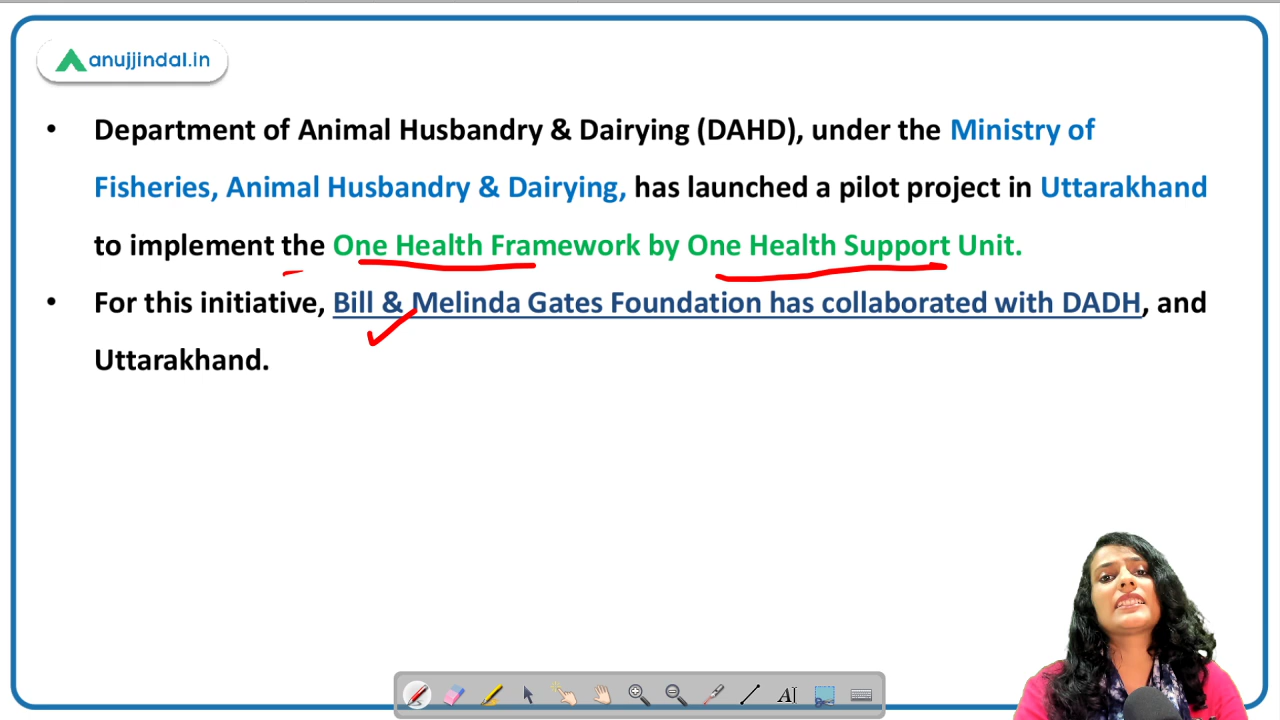 anujjindal.in
• Department of Animal Husbandry & Dairying (DAHD), under the Ministry of
Fisheries, Animal Husbandry & Dairying, has launched a pilot project in Uttarakhand
to implement the One Health Framework by One Health Support Unit.
• For this initiative, Bill & Melinda Gates Foundation has collaborated with DADH, and
Uttarakhand.
A